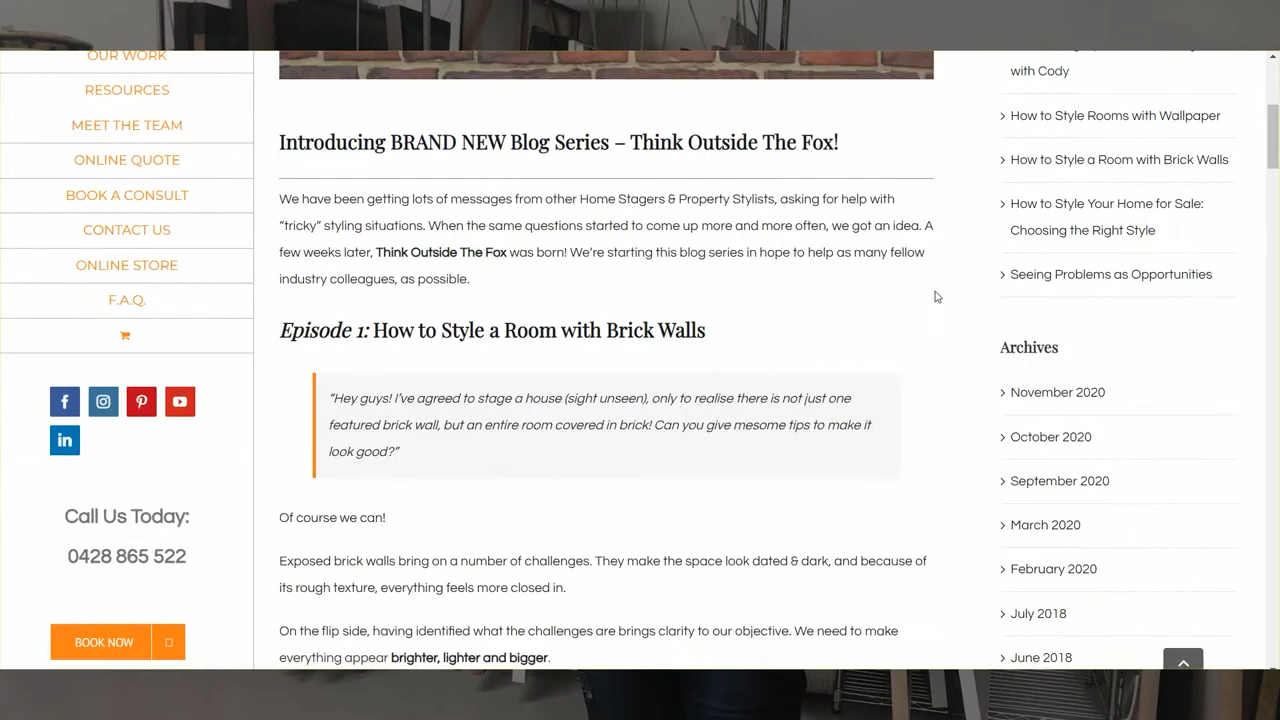 OUR WORK
RESOURCES
MEET THE TEAM
ONLINE QUOTE
BOOK A CONSULT
CONTACT US
ONLINE STORE
F.A.Q.
Call Us Today:
0428 865 522
BOOK NOW
Introducing BRAND NEW Blog Series – Think Outside The Fox!
We have been getting lots of messages from other Home Stagers & Property Stylists, asking for help with
“tricky” styling situations. When the same questions started to come up more and more often, we got an idea. A
few weeks later, Think Outside The Fox was born! We’re starting this blog series in hope to help as many fellow
industry colleagues, as possible.
Episode 1: How to Style a Room with Brick Walls
“Hey guys! I’ve agreed to stage a house (sight unseen), only to realise there is not just one
featured brick wall, but an entire room covered in brick! Can you give mesome tips to make it
look good?”
Of course we can!
Exposed brick walls bring on a number of challenges. They make the space look dated & dark, and because of
its rough texture, everything feels more closed in.
On the flip side, having identified what the challenges are brings clarity to our objective. We need to make
everything appear brighter, lighter and bigger.
with Cody
How to Style Rooms with Wallpaper
How to Style a Room with Brick Walls
How to Style Your Home for Sale:
Choosing the Right Style
Seeing Problems as Opportunities
Archives
November 2020
October 2020
September 2020
March 2020
February 2020
July 2018
June 2018